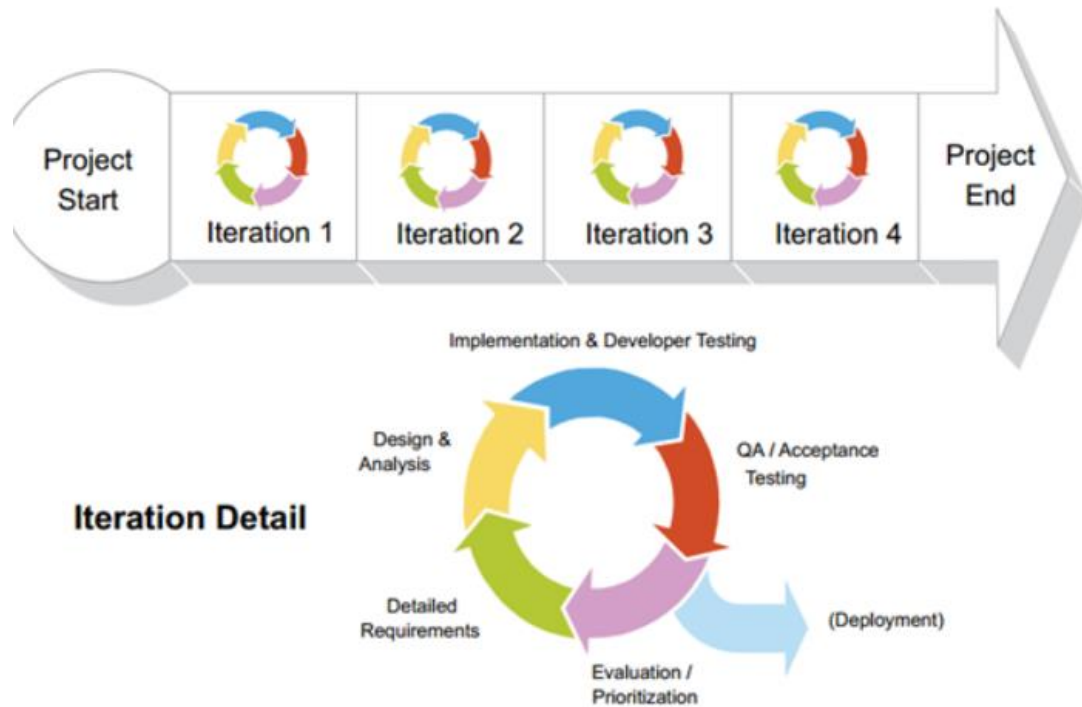 Project
Start
Iteration 1
Iteration 2
Iteration 3
Iteration 4
Project
End
Implementation & Developer Testing
Design &
Analysis
QA / Acceptance
Testing
Iteration Detail
Detailed
Requirements
(Deployment)
Evaluation /
Prioritization